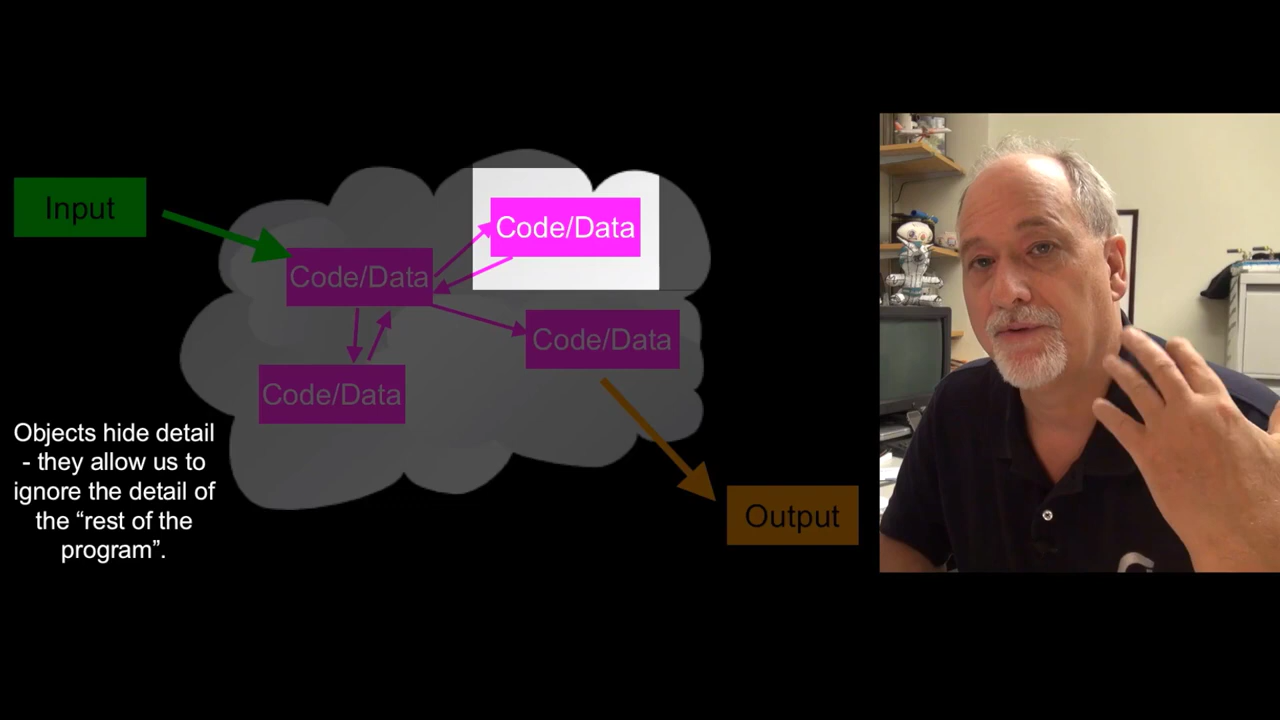 Input
Code/Data
Code/Data
Code/Data
Code/Data
Objects hide detail
- they allow us to
ignore the detail of
the “rest of the
program”.
Output